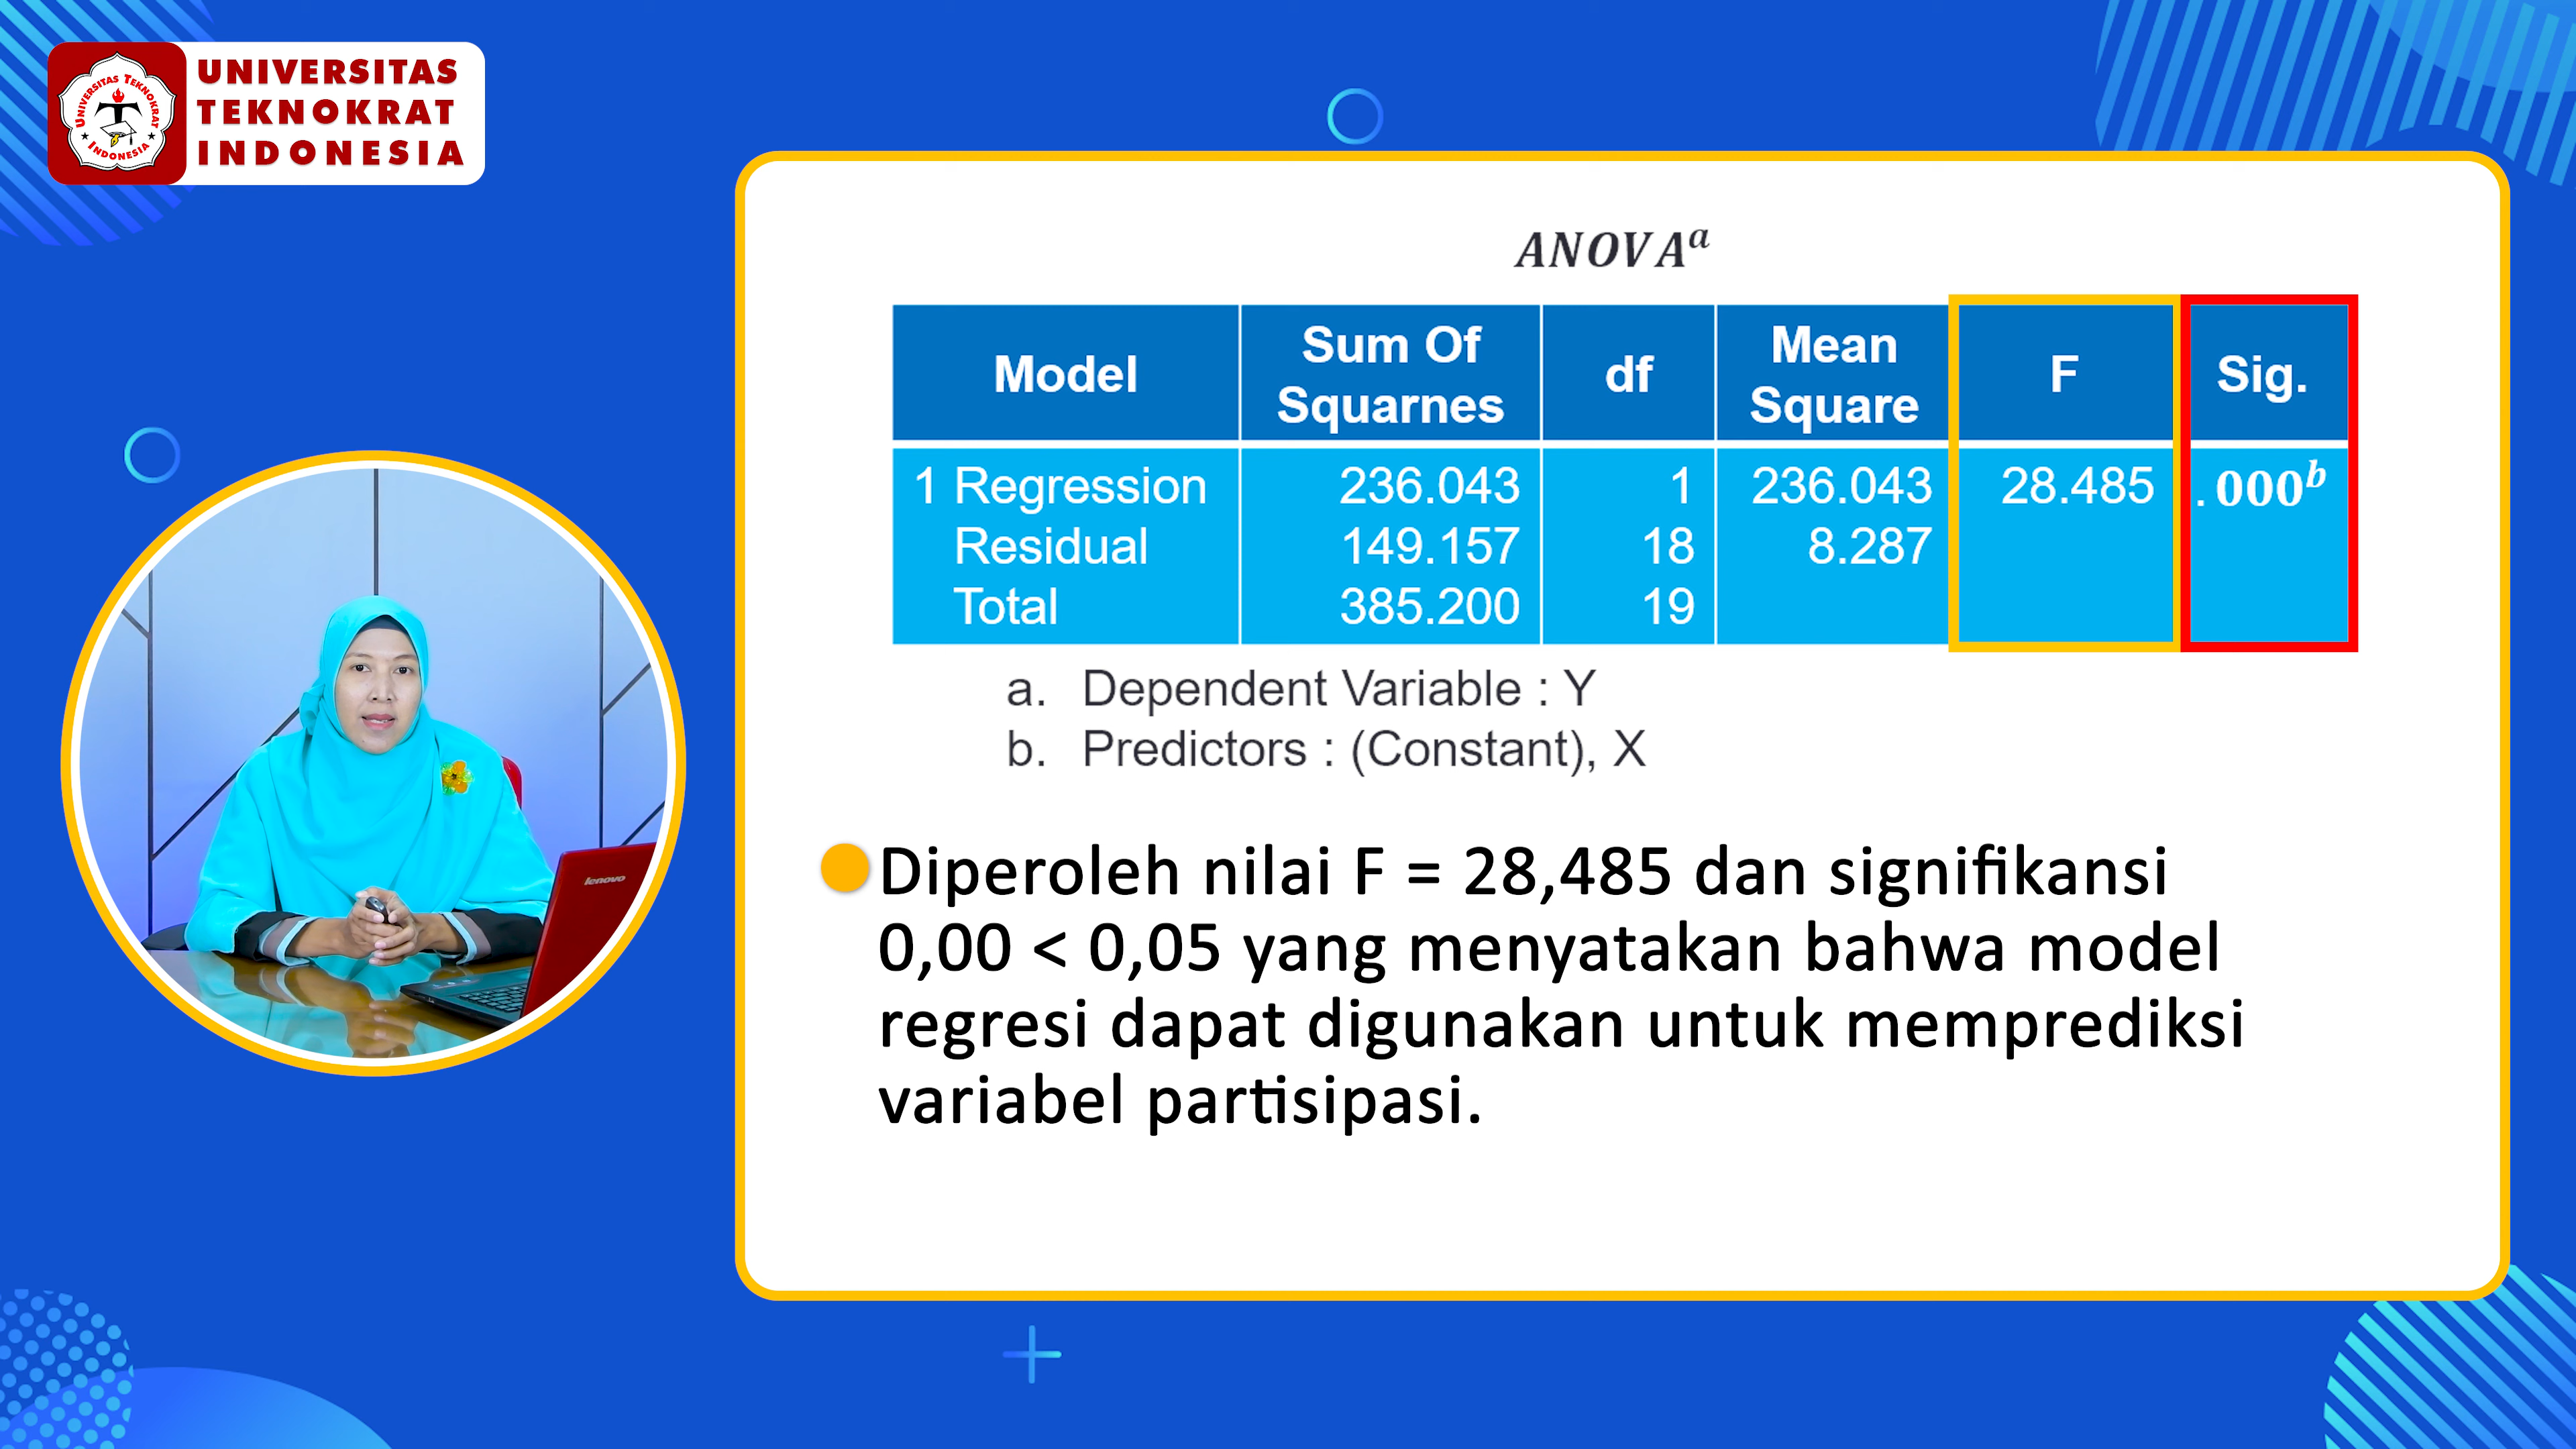 UNIVERSITAS
TEKNOKRAT
INDONESIA
UNIVERSITAS TEKNOKRAT
INDONESIA
ANOVAᵃ
Model Sum Of Squarnes df Mean Square F Sig.
1 Regression 236.043 1 236.043 28.485 .000ᵇ
Residual 149.157 18 8.287
Total 385.200 19
a. Dependent Variable : Y
b. Predictors : (Constant), X
Diperoleh nilai F = 28,485 dan signifikansi
0,00 < 0,05 yang menyatakan bahwa model
regresi dapat digunakan untuk memprediksi
variabel partisipasi.
lenovo